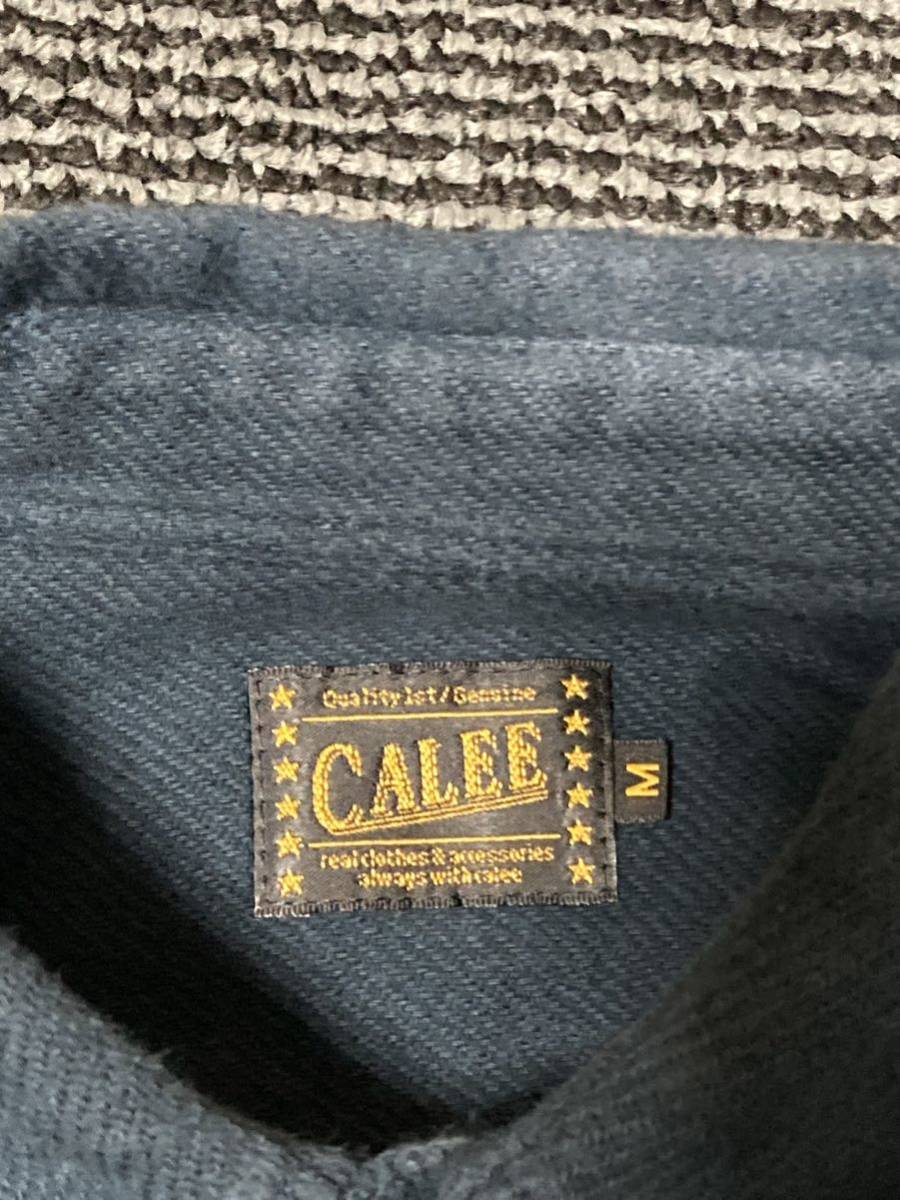 Quality 1st / Genuine
CALEE
real clothes & accessories
always with calee
M